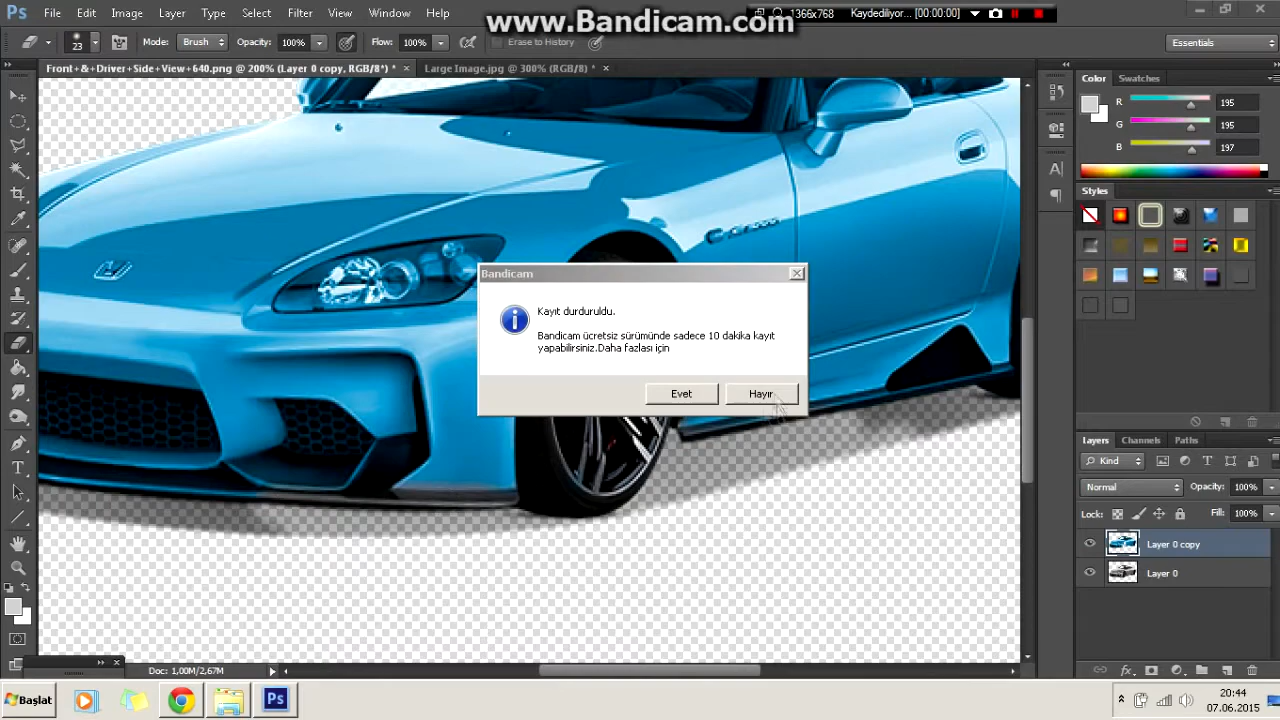 www.Bandicam.com
1366x768 Kaydediliyor... [00:00:00]
Ps File Edit Image Layer Type Select Filter View Window Help
23 Mode: Brush Opacity: 100% Flow: 100% Erase to History Essentials
Front+&+Driver+Side+View+640.png @ 200% (Layer 0 copy, RGB/8*) * × Large Image.jpg @ 300% (RGB/8) * ×
Color Swatches
R 195
G 195
B 197
Styles
Bandicam
Kayıt durduruldu.
Bandicam ücretsiz sürümünde sadece 10 dakika kayıt
yapabilirsiniz.Daha fazlası için
Evet Hayır
Layers Channels Paths
Kind
Normal Opacity: 100%
Lock: Fill: 100%
Layer 0 copy
Layer 0
Doc: 1,00M/2,67M
Başlat Ps
20:44
07.06.2015